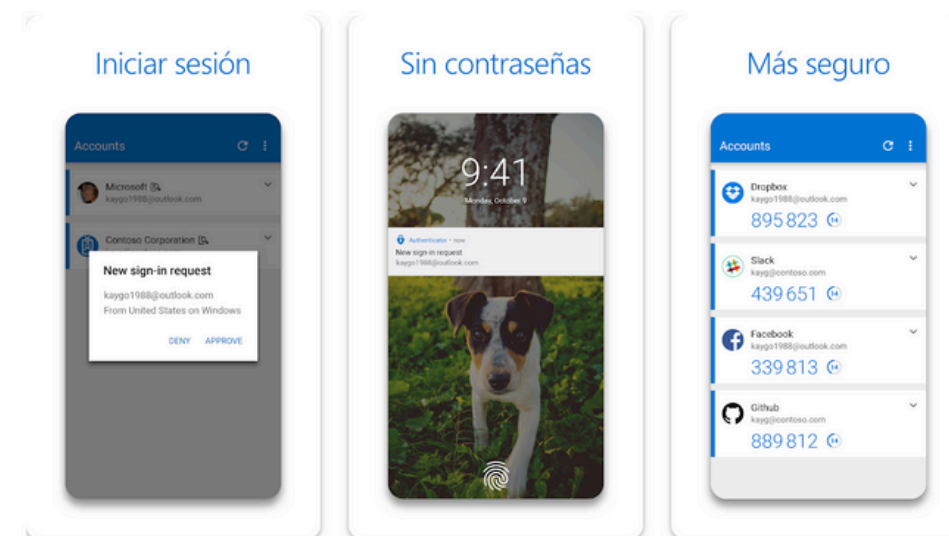 Iniciar sesión
Accounts
Microsoft
kaygo1988@outlook.com
Contoso Corporation
New sign-in request
kaygo1988@outlook.com
From United States on Windows
DENY APPROVE
Sin contraseñas
9:41
Monday, October 9
Authenticator • now
New sign-in request
kaygo1988@outlook.com
Más seguro
Accounts
Dropbox
kaygo1988@outlook.com
895 823
Slack
kayg@contoso.com
439 651
Facebook
kaygo1988@outlook.com
339 813
Github
kayg@contoso.com
889 812